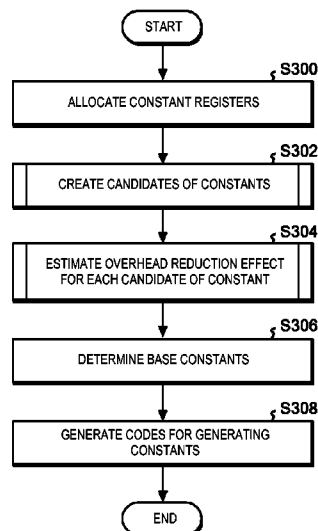 START
S300
ALLOCATE CONSTANT REGISTERS
S302
CREATE CANDIDATES OF CONSTANTS
S304
ESTIMATE OVERHEAD REDUCTION EFFECT
FOR EACH CANDIDATE OF CONSTANT
S306
DETERMINE BASE CONSTANTS
S308
GENERATE CODES FOR GENERATING
CONSTANTS
END